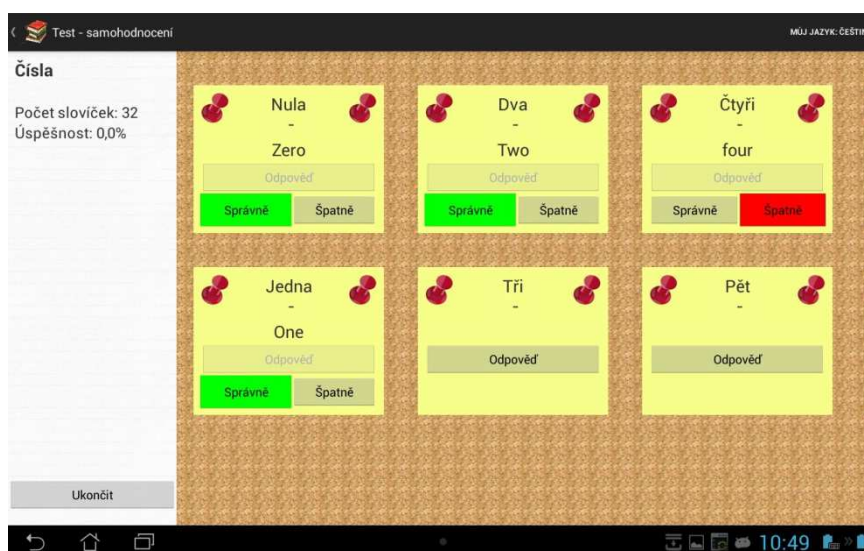 Test - samohodnocení
MŮJ JAZYK: ČEŠTIN
Čísla
Počet slovíček: 32
Úspěšnost: 0,0%
Nula
-
Zero
Odpověď
Správně Špatně
Dva
-
Two
Odpověď
Správně Špatně
Čtyři
-
four
Odpověď
Správně Špatně
Jedna
-
One
Odpověď
Správně Špatně
Tři
-
Odpověď
Pět
-
Odpověď
Ukončit
10:49